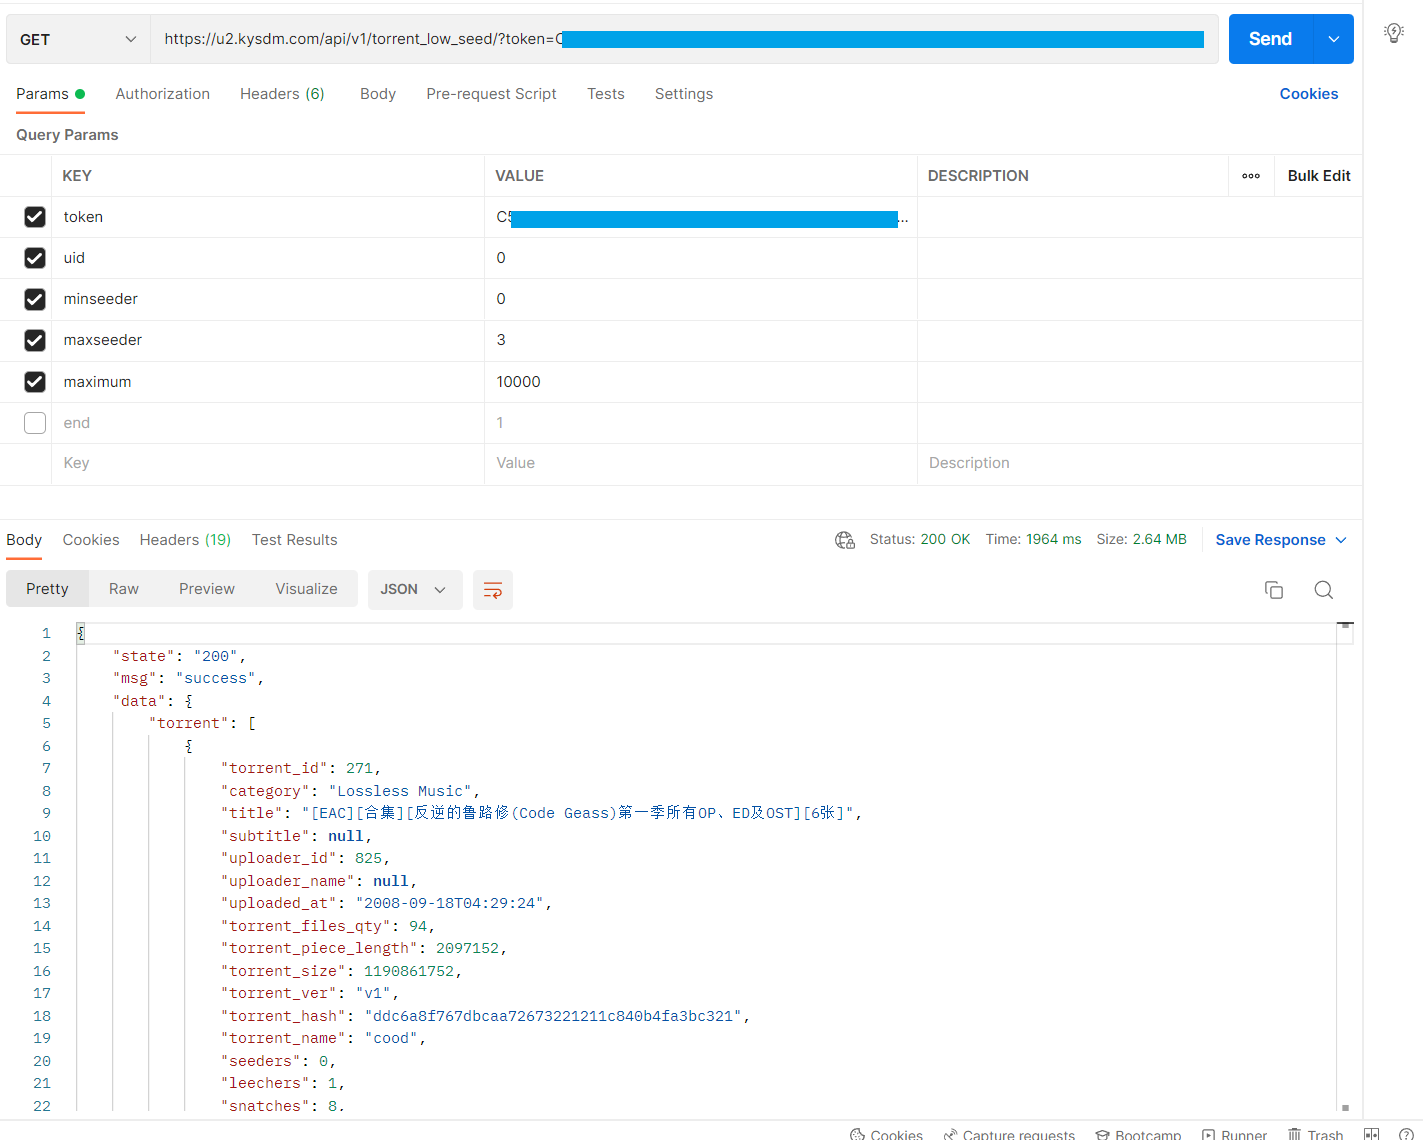 GET https://u2.kysdm.com/api/v1/torrent_low_seed/?token=C Send
Params Authorization Headers (6) Body Pre-request Script Tests Settings Cookies
Query Params
KEY VALUE DESCRIPTION ooo Bulk Edit
token C5 ...
uid 0
minseeder 0
maxseeder 3
maximum 10000
end 1
Key Value Description
Body Cookies Headers (19) Test Results Status: 200 OK Time: 1964 ms Size: 2.64 MB Save Response
Pretty Raw Preview Visualize JSON
1 {
2 "state": "200",
3 "msg": "success",
4 "data": {
5 "torrent": [
6 {
7 "torrent_id": 271,
8 "category": "Lossless Music",
9 "title": "[EAC][合集][反逆的鲁路修(Code Geass)第一季所有OP、ED及OST][6张]",
10 "subtitle": null,
11 "uploader_id": 825,
12 "uploader_name": null,
13 "uploaded_at": "2008-09-18T04:29:24",
14 "torrent_files_qty": 94,
15 "torrent_piece_length": 2097152,
16 "torrent_size": 1190861752,
17 "torrent_ver": "v1",
18 "torrent_hash": "ddc6a8f767dbcaa72673221211c840b4fa3bc321",
19 "torrent_name": "cood",
20 "seeders": 0,
21 "leechers": 1,
22 "snatches": 8,
Cookies Capture requests Bootcamp Runner Trash